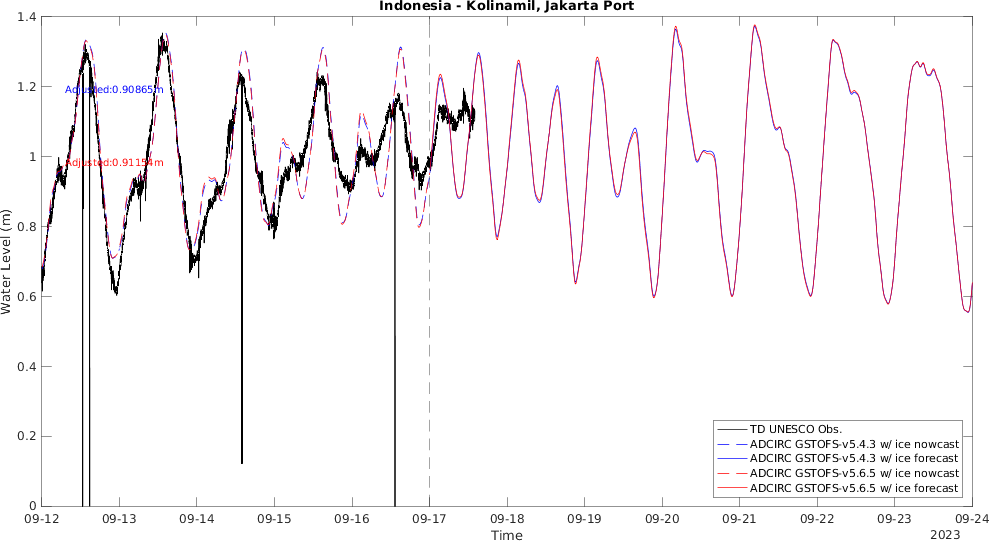 Indonesia - Kolinamil, Jakarta Port
1.4
1.2
1
0.8
0.6
0.4
0.2
0
Water Level (m)
Adjusted:0.90865m
Adjusted:0.91154m
TD UNESCO Obs.
ADCIRC GSTOFS-v5.4.3 w/ ice nowcast
ADCIRC GSTOFS-v5.4.3 w/ ice forecast
ADCIRC GSTOFS-v5.6.5 w/ ice nowcast
ADCIRC GSTOFS-v5.6.5 w/ ice forecast
09-12 09-13 09-14 09-15 09-16 09-17 09-18 09-19 09-20 09-21 09-22 09-23 09-24
Time
2023